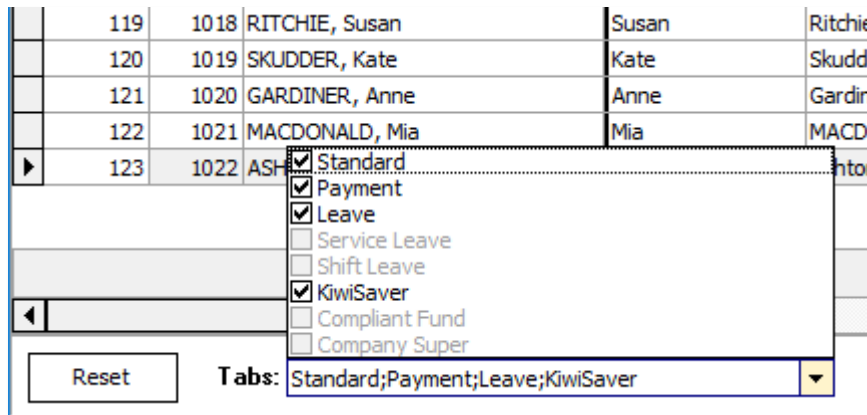 119 1018 RITCHIE, Susan Susan Ritchie
120 1019 SKUDDER, Kate Kate
121 1020 GARDINER, Anne Anne
122 1021 MACDONALD, Mia Mia
123 1022
Standard
Payment
Leave
Service Leave
Shift Leave
KiwiSaver
Compliant Fund
Company Super
Reset Tabs: Standard;Payment;Leave;KiwiSaver